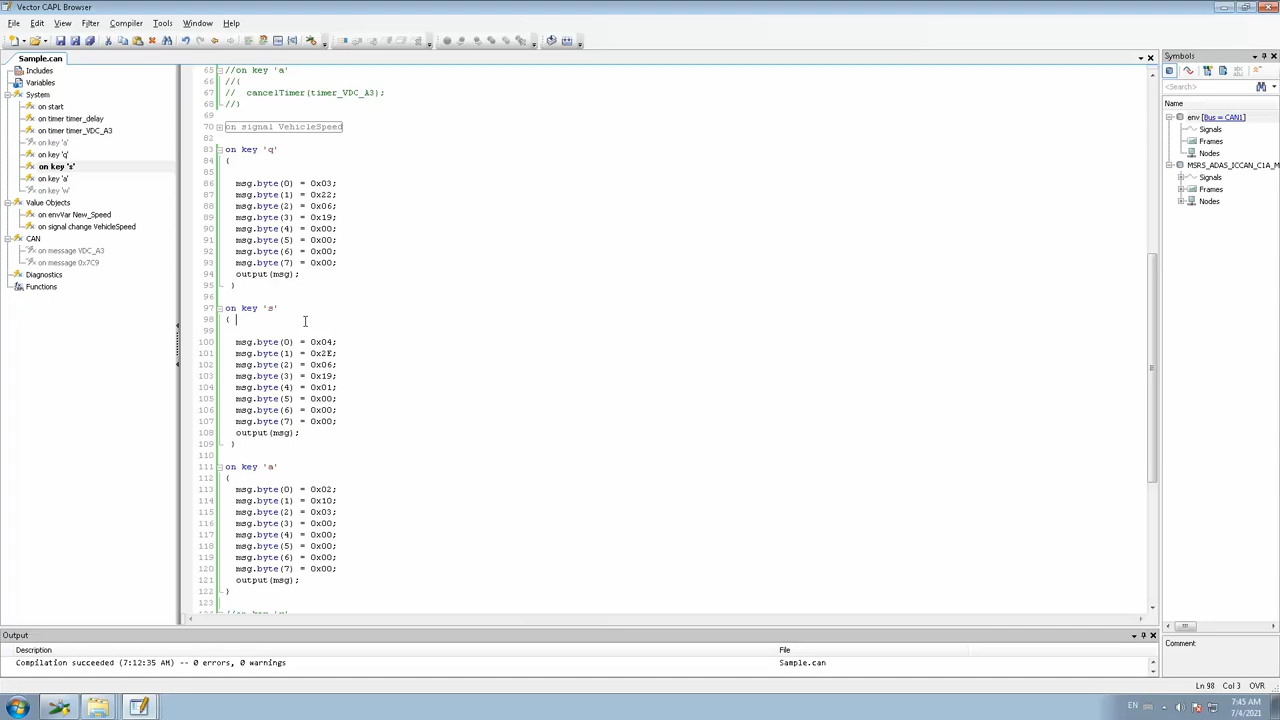 Vector CAPL Browser
File Edit View Filter Compiler Tools Window Help
Sample.can
Includes
Variables
System
on start
on timer timer_delay
on timer timer_VDC_A3
on key 'a'
on key 'q'
on key 's'
on key 'a'
on key 'w'
Value Objects
on envVar New_Speed
on signal change VehicleSpeed
CAN
on message VDC_A3
on message 0x7C9
Diagnostics
Functions
65 //on key 'a'
66 //{
67 //  cancelTimer(timer_VDC_A3);
68 //}
69
70 on signal VehicleSpeed
82
83 on key 'q'
84 {
85
86 msg.byte(0) = 0x03;
87 msg.byte(1) = 0x22;
88 msg.byte(2) = 0x06;
89 msg.byte(3) = 0x19;
90 msg.byte(4) = 0x00;
91 msg.byte(5) = 0x00;
92 msg.byte(6) = 0x00;
93 msg.byte(7) = 0x00;
94 output(msg);
95 }
96
97 on key 's'
98 {
99
100 msg.byte(0) = 0x04;
101 msg.byte(1) = 0x2E;
102 msg.byte(2) = 0x06;
103 msg.byte(3) = 0x19;
104 msg.byte(4) = 0x01;
105 msg.byte(5) = 0x00;
106 msg.byte(6) = 0x00;
107 msg.byte(7) = 0x00;
108 output(msg);
109 }
110
111 on key 'a'
112 {
113 msg.byte(0) = 0x02;
114 msg.byte(1) = 0x10;
115 msg.byte(2) = 0x03;
116 msg.byte(3) = 0x00;
117 msg.byte(4) = 0x00;
118 msg.byte(5) = 0x00;
119 msg.byte(6) = 0x00;
120 msg.byte(7) = 0x00;
121 output(msg);
122 }
123
Symbols
<Search>
Name
env [Bus = CAN1]
Signals
Frames
Nodes
MSRS_ADAS_ICCAN_C1A_M
Signals
Frames
Nodes
Comment:
Output
Description File
Compilation succeeded (7:12:35 AM) -- 0 errors, 0 warnings Sample.can
Ln 98 Col 3 OVR
EN 7:45 AM
7/4/2021